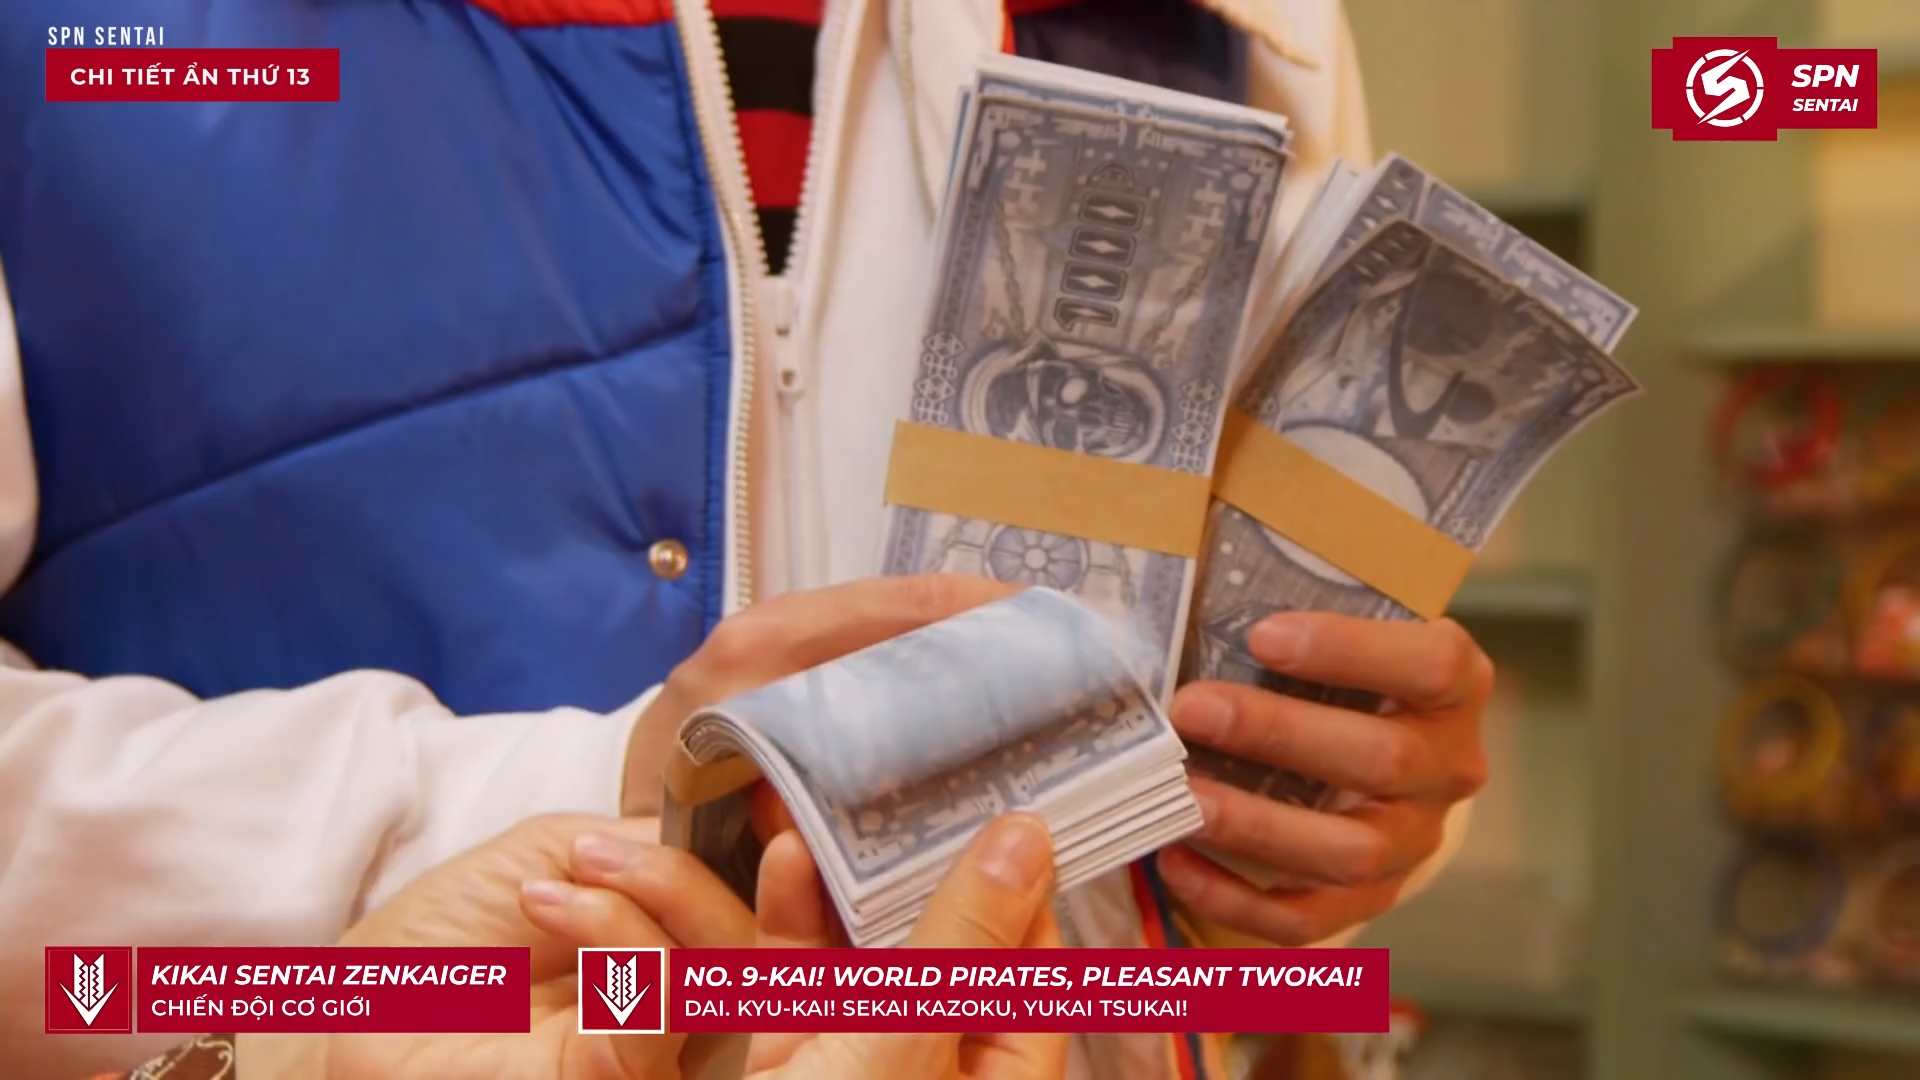 SPN SENTAI
CHI TIẾT ẨN THỨ 13
SPN
SENTAI
10000
KIKAI SENTAI ZENKAIGER
CHIẾN ĐỘI CƠ GIỚI
NO. 9-KAI! WORLD PIRATES, PLEASANT TWOKAI!
DAI. KYU-KAI! SEKAI KAZOKU, YUKAI TSUKAI!